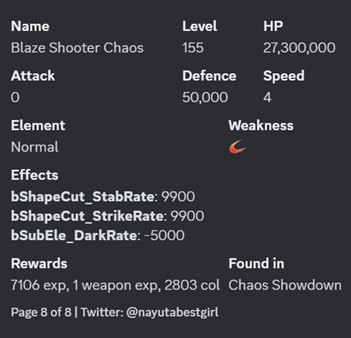 Name Level HP
Blaze Shooter Chaos 155 27,300,000
Attack Defence Speed
0 50,000 4
Element Weakness
Normal
Effects
bShapeCut_StabRate: 9900
bShapeCut_StrikeRate: 9900
bSubEle_DarkRate: -5000
Rewards Found in
7106 exp, 1 weapon exp, 2803 col Chaos Showdown
Page 8 of 8 | Twitter: @nayutabestgirl